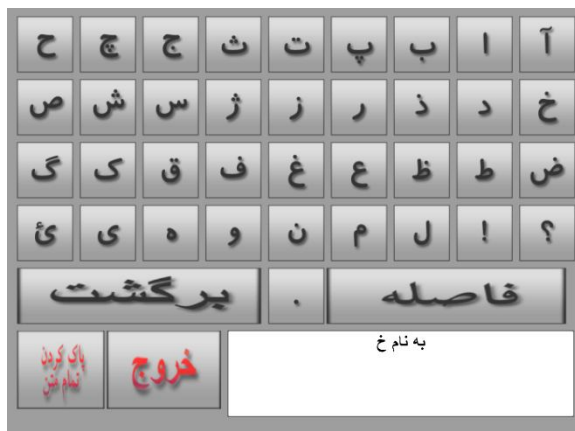 آ ا ب پ ت ث ج چ ح
خ د ذ ر ز ژ س ش ص
ض ط ظ ع غ ف ق ک گ
؟ ! ل م ن و ه ی ئ
فاصله . برگشت
به نام خ
خروج
پاک کردن
تمام متن